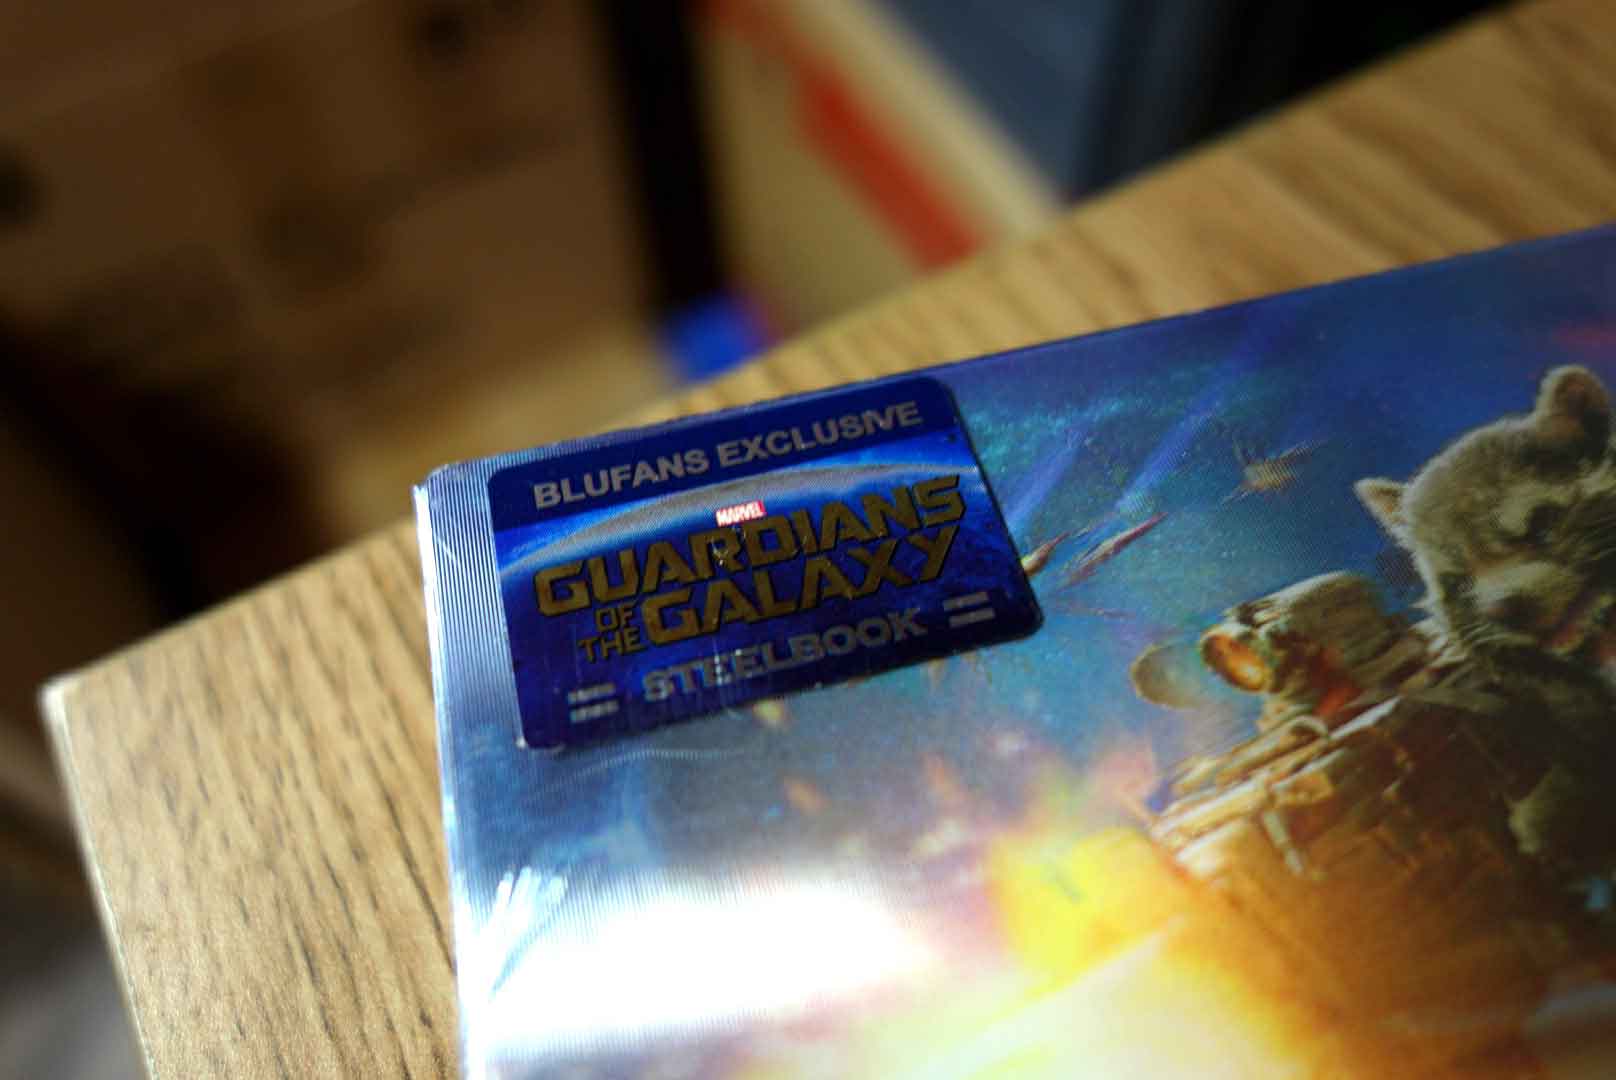 BLUFANS EXCLUSIVE
MARVEL
GUARDIANS
OF THE GALAXY
STEELBOOK